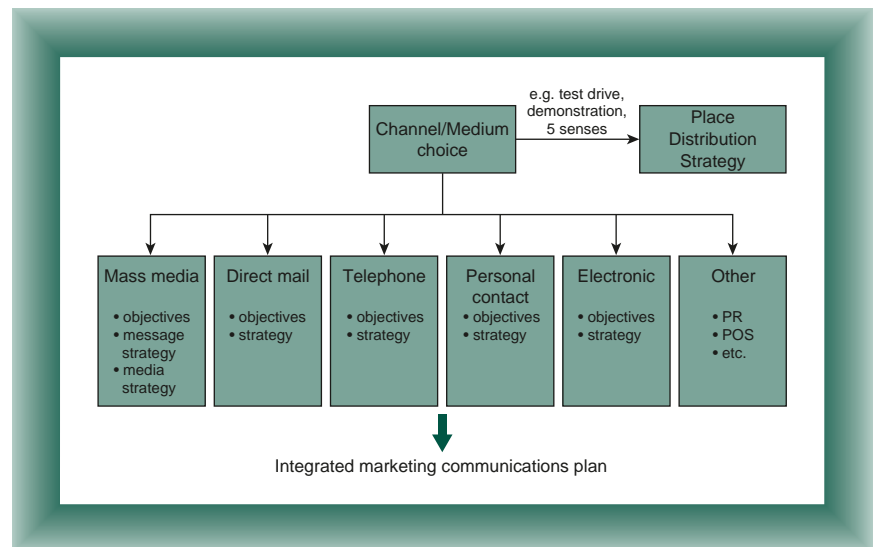 e.g. test drive,
demonstration,
5 senses
Channel/Medium
choice
Place
Distribution
Strategy
Mass media
• objectives
• message
strategy
• media
strategy
Direct mail
• objectives
• strategy
Telephone
• objectives
• strategy
Personal
contact
• objectives
• strategy
Electronic
• objectives
• strategy
Other
• PR
• POS
• etc.
Integrated marketing communications plan